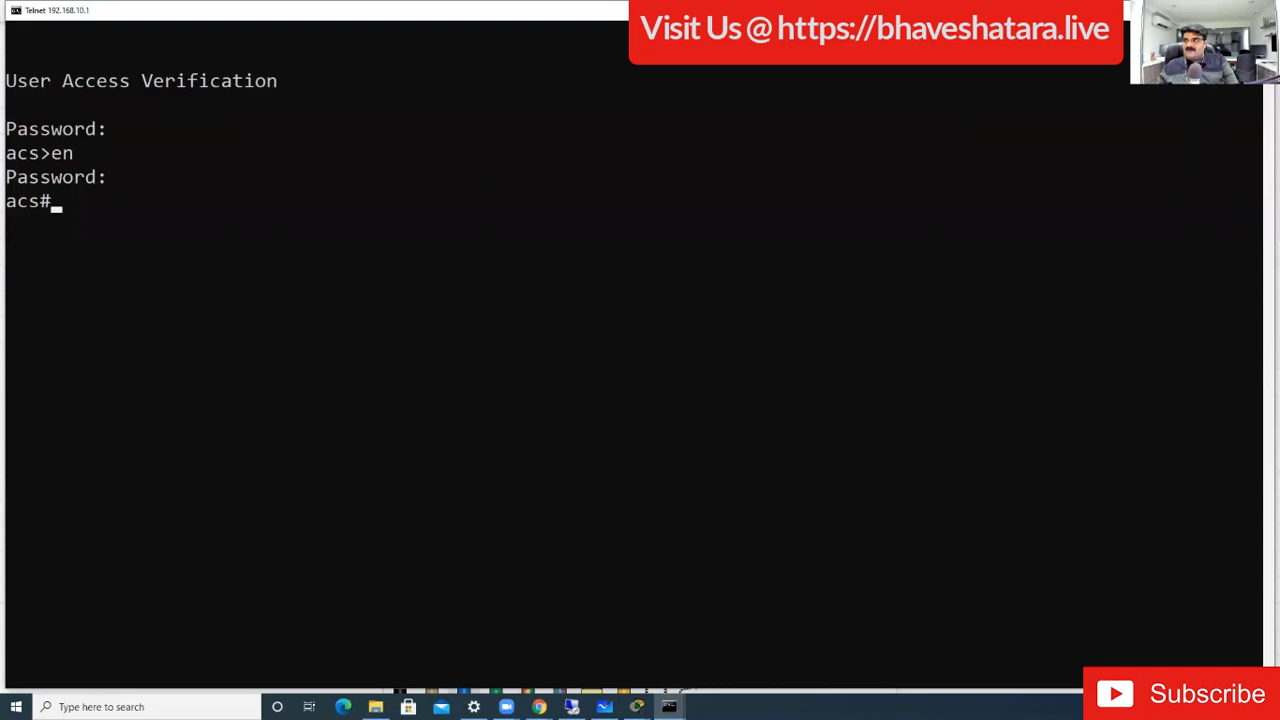 Telnet 192.168.10.1
Visit Us @ https://bhaveshatara.live
User Access Verification
Password:
acs>en
Password:
acs#
Subscribe
Type here to search